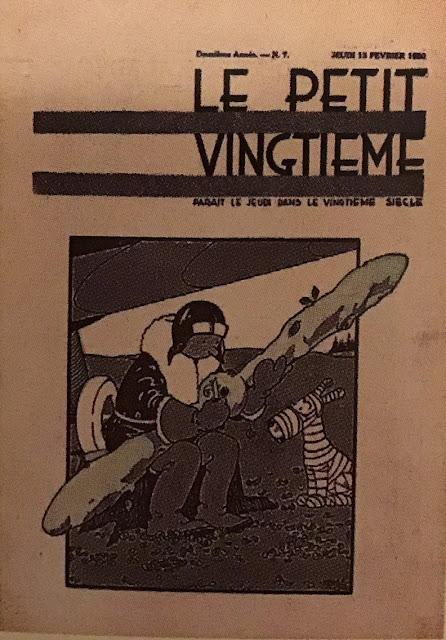 Deuxième Année. — N. 7. JEUDI 13 FEVRIER 1930
LE PETIT
VINGTIEME
PARAIT LE JEUDI DANS LE VINGTIEME SIECLE